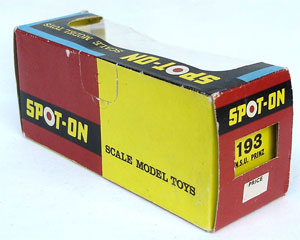 SPOT-ON
SCALE MODEL TOYS
SPOT-ON
SCALE MODEL TOYS
SPOT-ON
193
N.S.U. PRINZ
PRICE